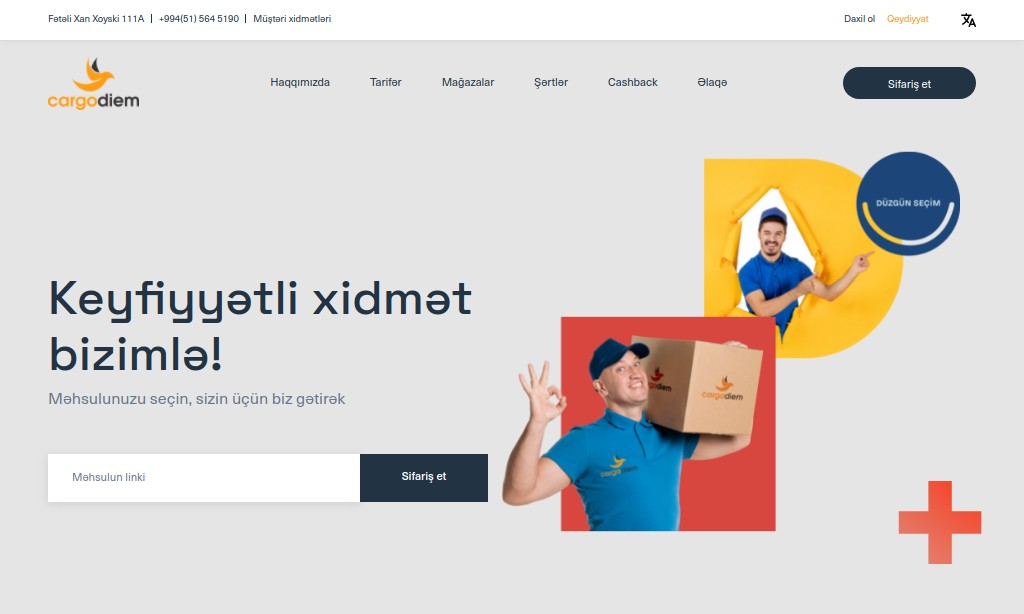 Fətəli Xan Xoyski 111A | +994(51) 564 5190 | Müştəri xidmətləri
Daxil ol Qeydiyyat
cargodiem
Haqqımızda Tarifər Mağazalar Şərtlər Cashback Əlaqə
Sifariş et
DÜZGÜN SEÇİM
Keyfiyyətli xidmət
bizimlə!
Məhsulunuzu seçin, sizin üçün biz gətirək
Məhsulun linki
Sifariş et
cargodiem
cargodiem